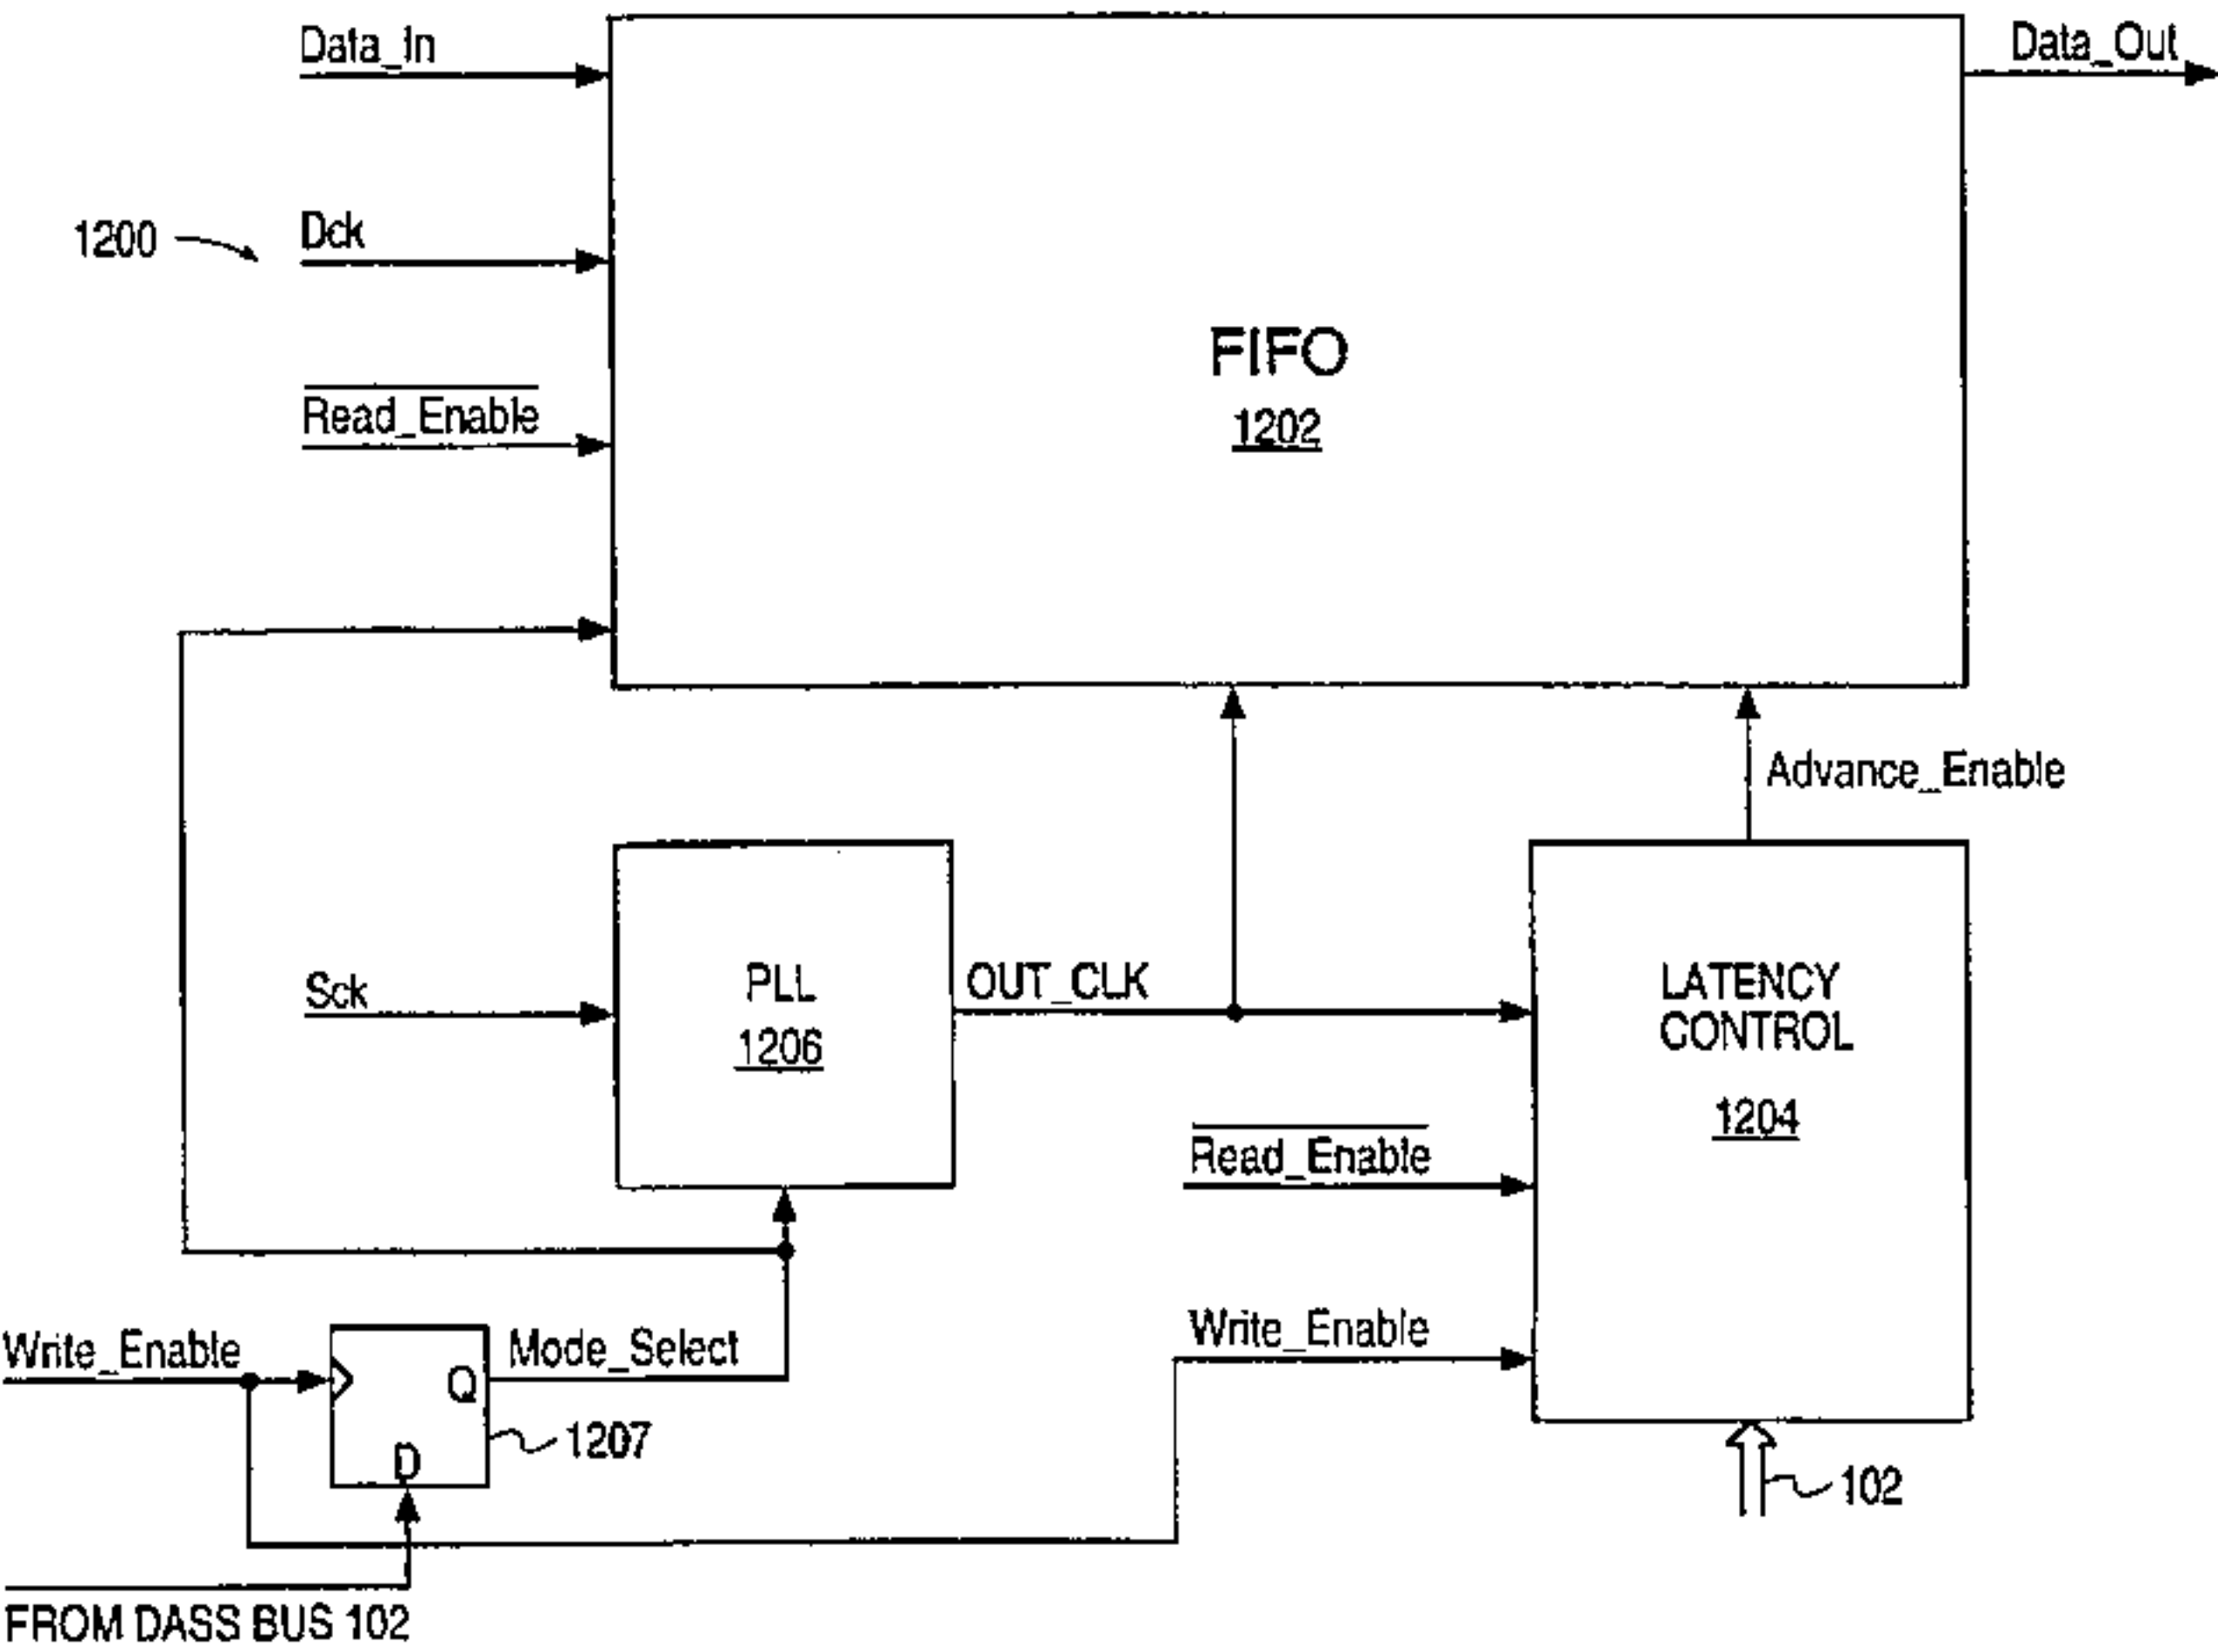 Data_In
Data_Out
1200
Dck
FIFO
1202
Read_Enable
Advance_Enable
Sck
PLL
1206
OUT_CLK
LATENCY
CONTROL
1204
Read_Enable
Write_Enable
Mode_Select
Write_Enable
Q
D
1207
102
FROM DASS BUS 102